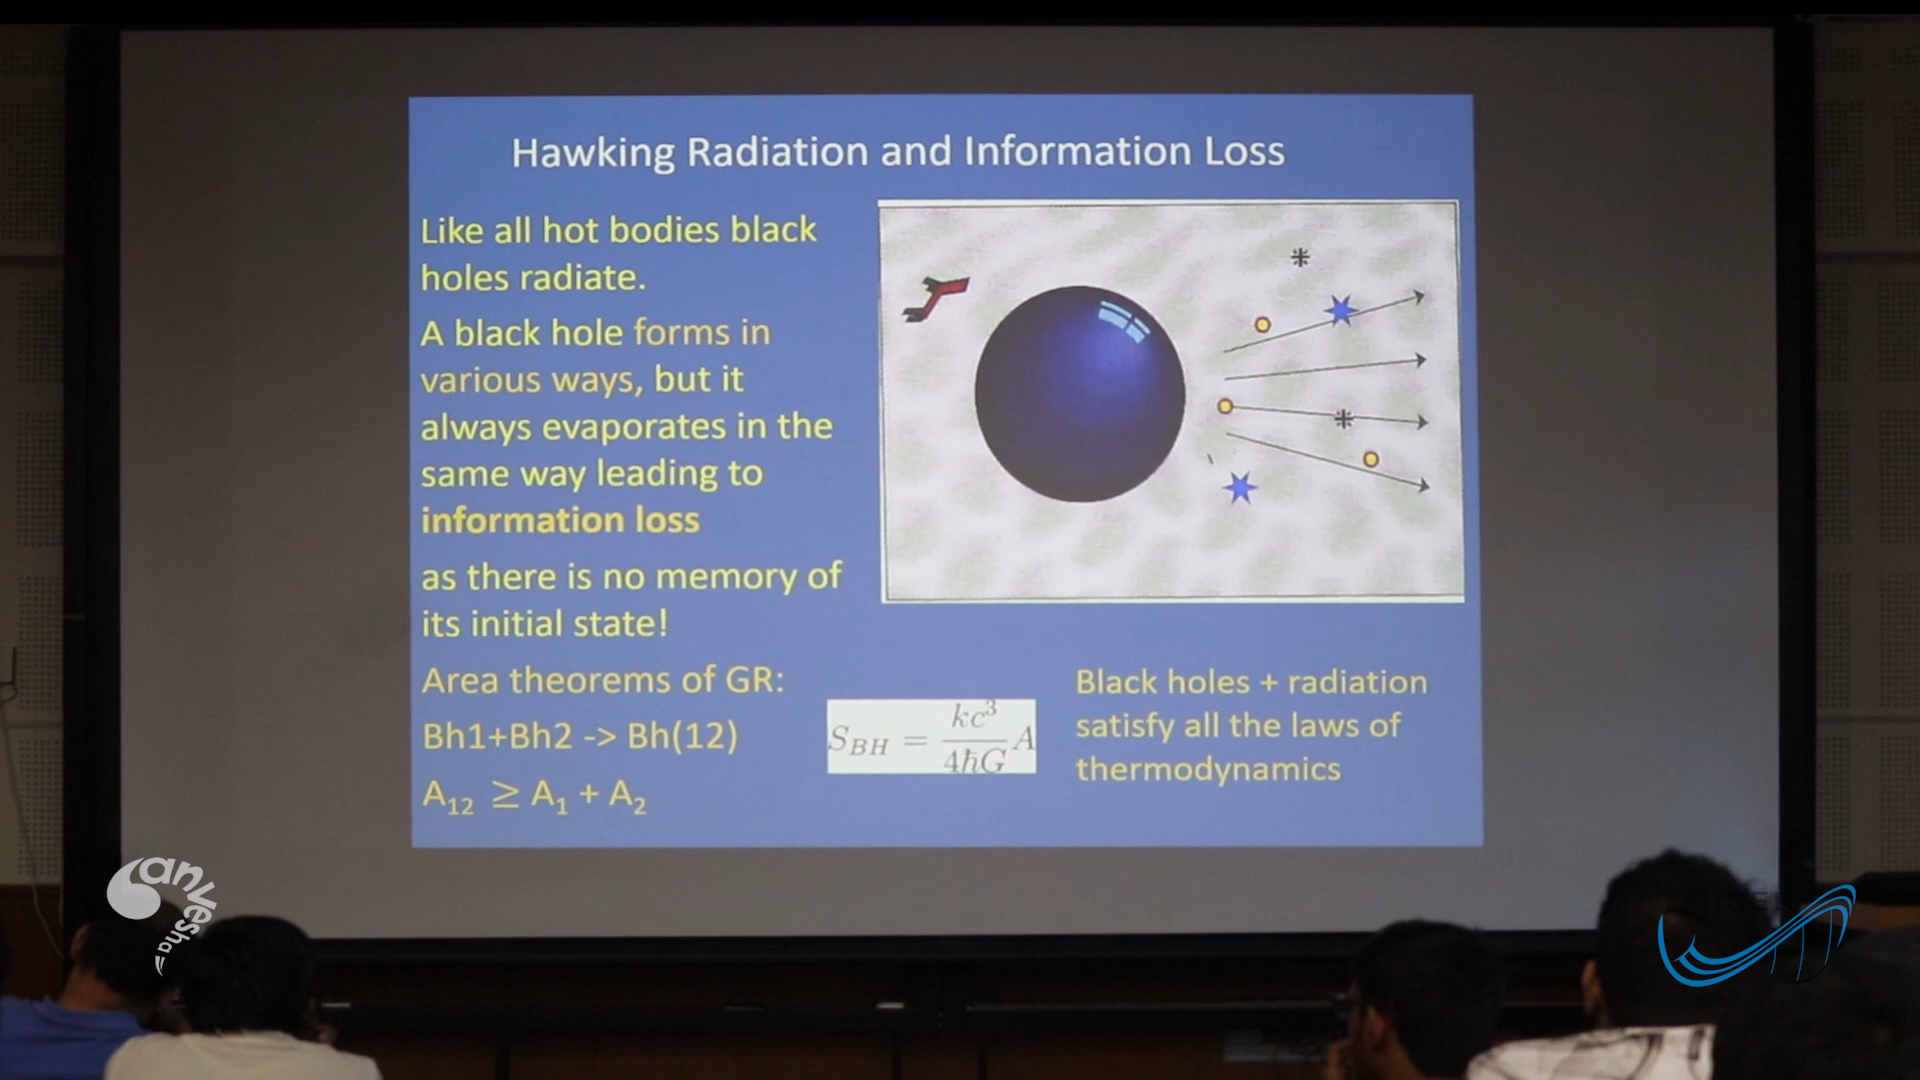 Hawking Radiation and Information Loss
Like all hot bodies black
holes radiate.
A black hole forms in
various ways, but it
always evaporates in the
same way leading to
information loss
as there is no memory of
its initial state!
Area theorems of GR:
Bh1+Bh2 -> Bh(12)
A₁₂ ≥ A₁ + A₂
S_BH = kc³/4ħG A
Black holes + radiation
satisfy all the laws of
thermodynamics
anvesha